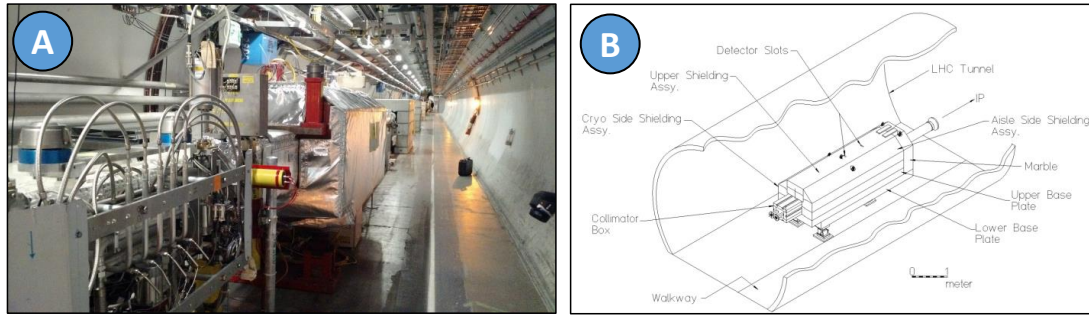 A
B
Detector Slots
Upper Shielding
Assy.
LHC Tunnel
IP
Cryo Side Shielding
Assy.
Aisle Side Shielding
Assy.
Marble
Upper Base
Plate
Collimator
Box
Lower Base
Plate
0 1
meter
Walkway